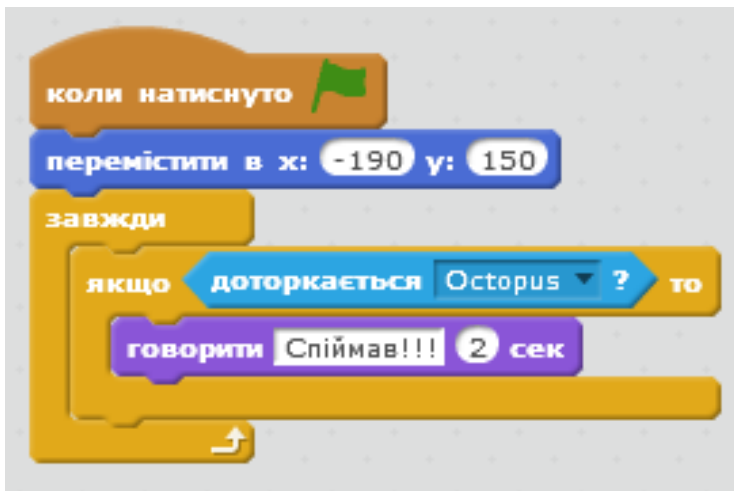 коли натиснуто
перемістити в x: -190 y: 150
завжди
якщо доторкається Octopus ? то
говорити Спіймав!!! 2 сек